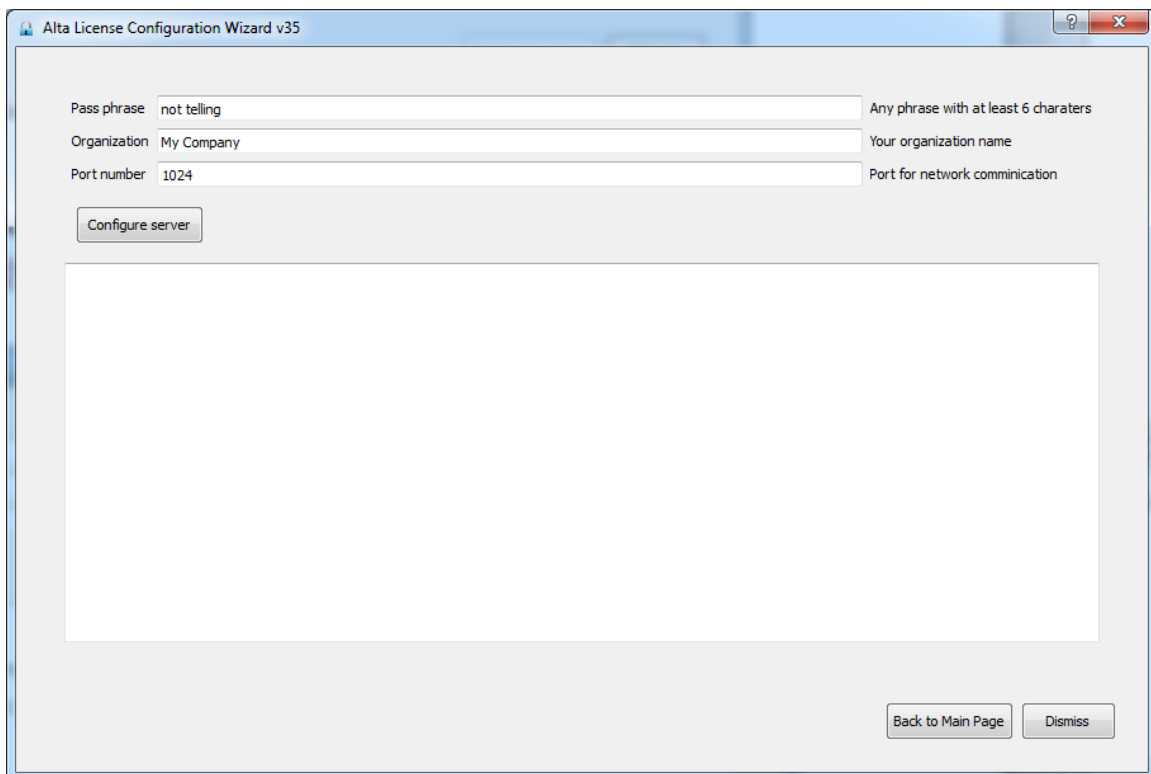 Alta License Configuration Wizard v35
Pass phrase not telling Any phrase with at least 6 charaters
Organization My Company Your organization name
Port number 1024 Port for network comminication
Configure server
Back to Main Page Dismiss